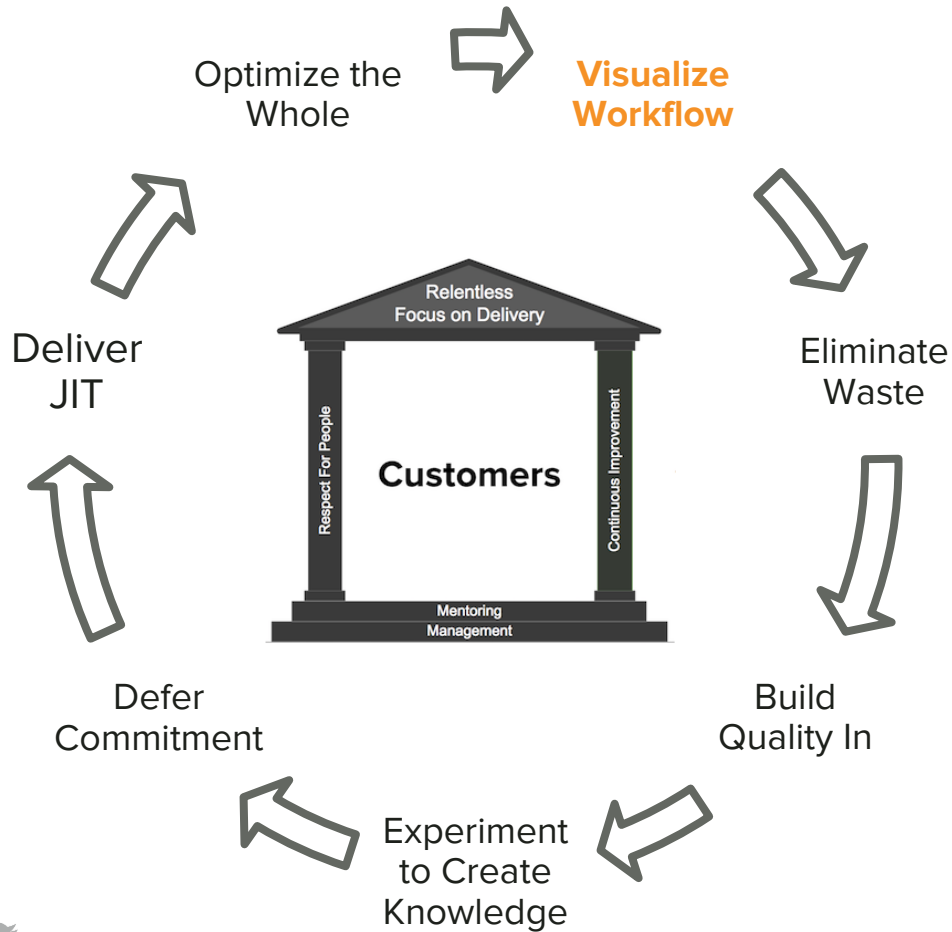 Optimize the
Whole
Visualize
Workflow
Eliminate
Waste
Build
Quality In
Experiment
to Create
Knowledge
Defer
Commitment
Deliver
JIT
Relentless
Focus on Delivery
Respect For People
Customers
Continuous Improvement
Mentoring
Management